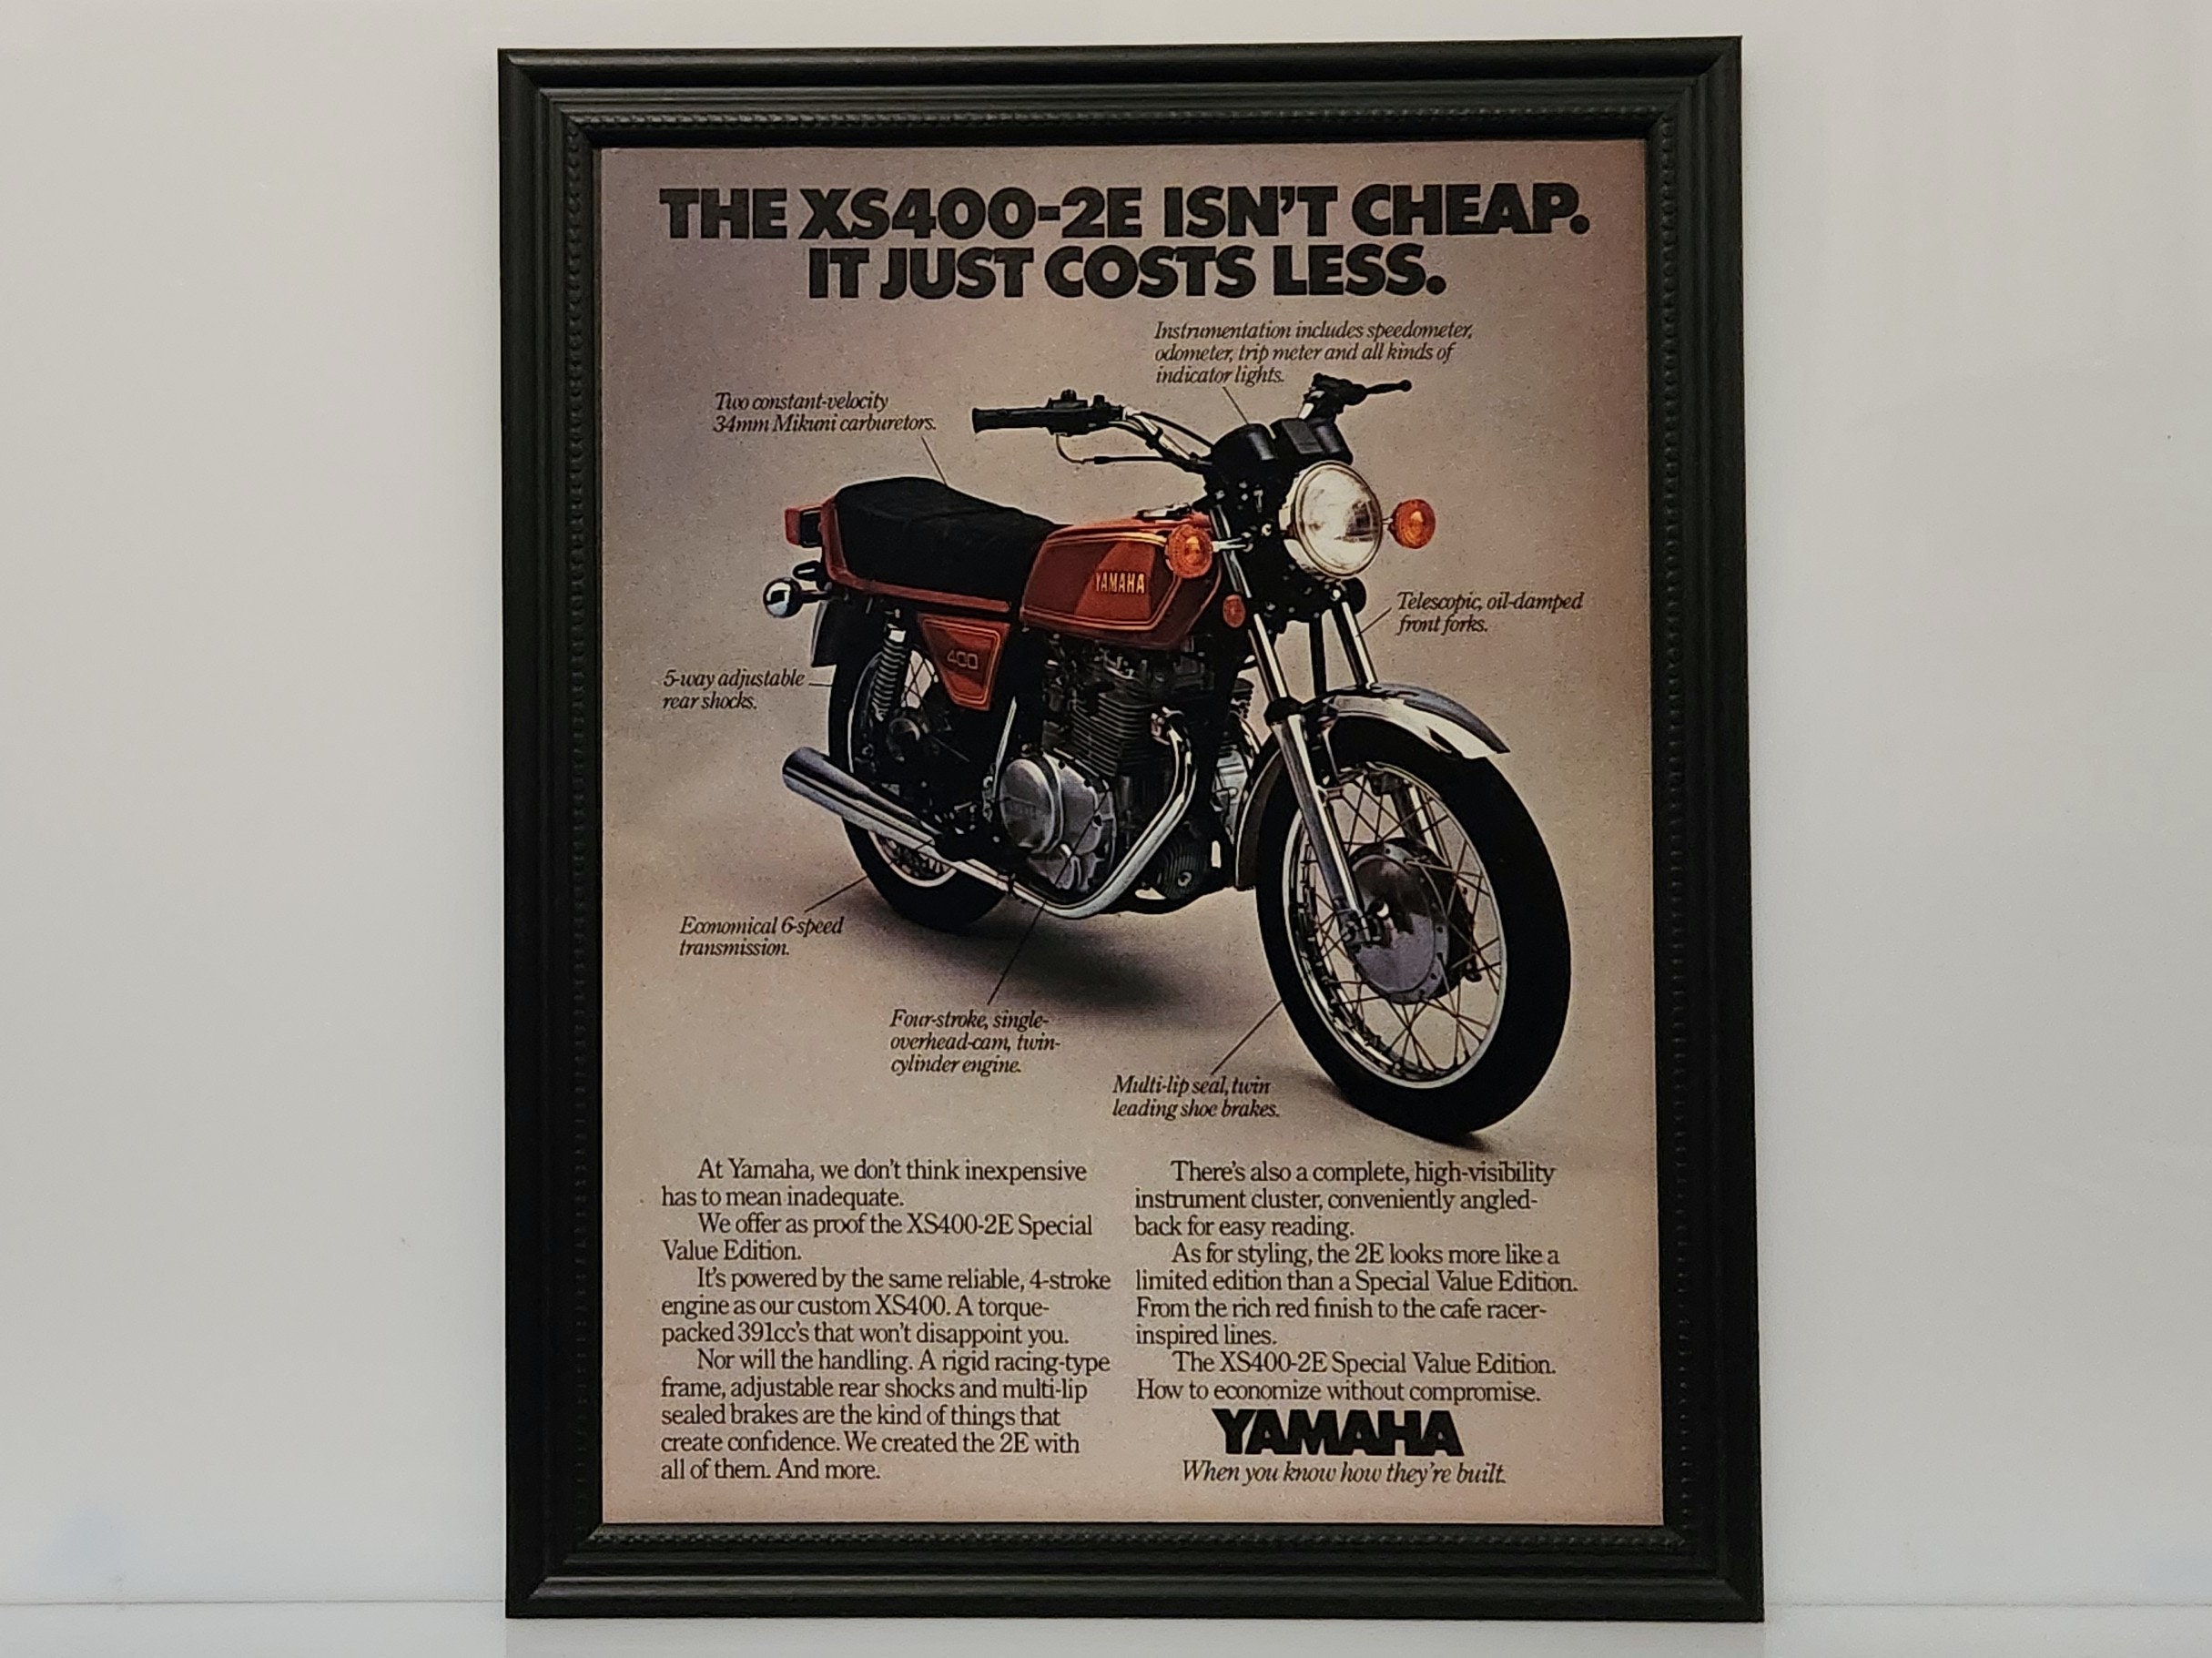 THE XS400-2E ISN'T CHEAP.
IT JUST COSTS LESS.
Instrumentation includes speedometer,
odometer, trip meter and all kinds of
indicator lights.
Two constant-velocity
34mm Mikuni carburetors.
YAMAHA
400
Telescopic, oil-damped
front forks.
5-way adjustable
rear shocks.
Economical 6-speed
transmission.
Four-stroke, single-
overhead-cam, twin-
cylinder engine.
Multi-lip seal, twin
leading shoe brakes.
At Yamaha, we don't think inexpensive
has to mean inadequate.
We offer as proof the XS400-2E Special
Value Edition.
It's powered by the same reliable, 4-stroke
engine as our custom XS400. A torque-
packed 391cc's that won't disappoint you.
Nor will the handling. A rigid racing-type
frame, adjustable rear shocks and multi-lip
sealed brakes are the kind of things that
create confidence. We created the 2E with
all of them. And more.
There's also a complete, high-visibility
instrument cluster, conveniently angled-
back for easy reading.
As for styling, the 2E looks more like a
limited edition than a Special Value Edition.
From the rich red finish to the cafe racer-
inspired lines.
The XS400-2E Special Value Edition.
How to economize without compromise.
YAMAHA
When you know how they're built.